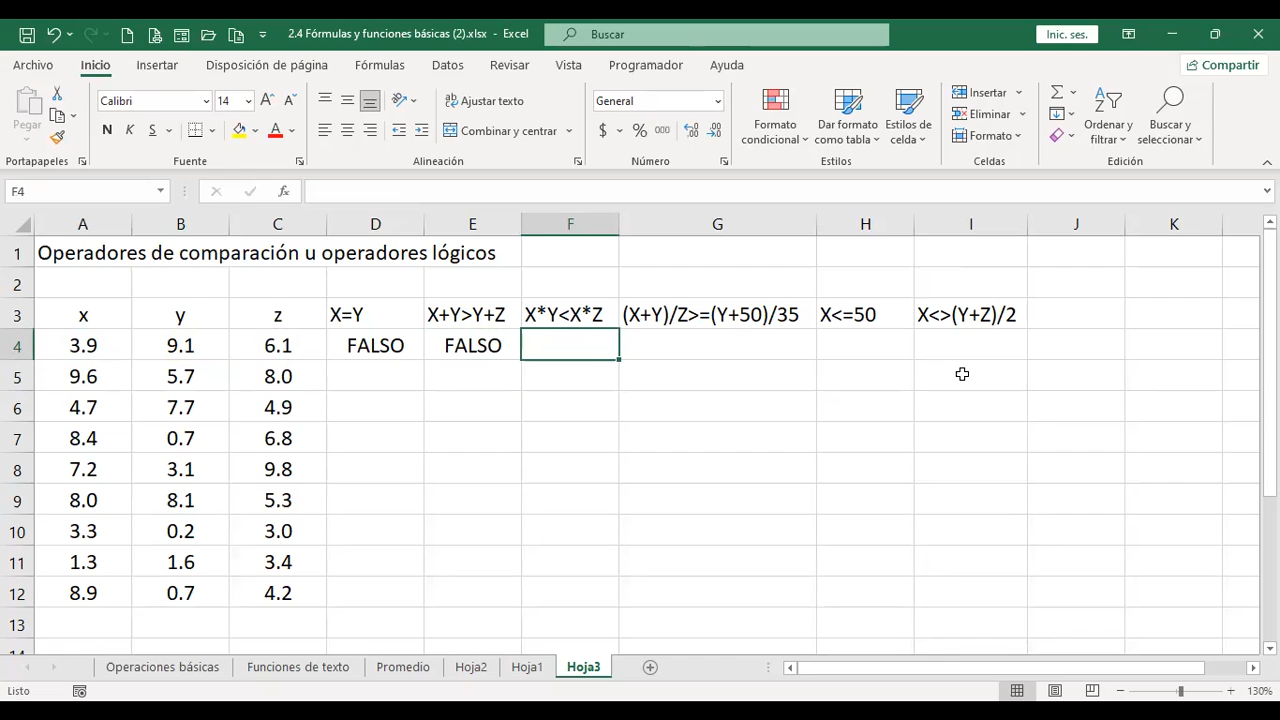 2.4 Fórmulas y funciones básicas (2).xlsx - Excel
Buscar
Inic. ses.
Archivo Inicio Insertar Disposición de página Fórmulas Datos Revisar Vista Programador Ayuda Compartir
Pegar
Portapapeles
Calibri 14
N K S A
Fuente
Ajustar texto
Combinar y centrar
Alineación
General
$ % 000
Número
Formato condicional
Dar formato como tabla
Estilos de celda
Estilos
Insertar
Eliminar
Formato
Celdas
Ordenar y filtrar
Buscar y seleccionar
Edición
F4 fx
A B C D E F G H I J K
1 Operadores de comparación u operadores lógicos
2
3 x y z X=Y X+Y>Y+Z X*Y<X*Z (X+Y)/Z>=(Y+50)/35 X<=50 X<>(Y+Z)/2
4 3.9 9.1 6.1 FALSO FALSO
5 9.6 5.7 8.0
6 4.7 7.7 4.9
7 8.4 0.7 6.8
8 7.2 3.1 9.8
9 8.0 8.1 5.3
10 3.3 0.2 3.0
11 1.3 1.6 3.4
12 8.9 0.7 4.2
13
Operaciones básicas Funciones de texto Promedio Hoja2 Hoja1 Hoja3
Listo 130%